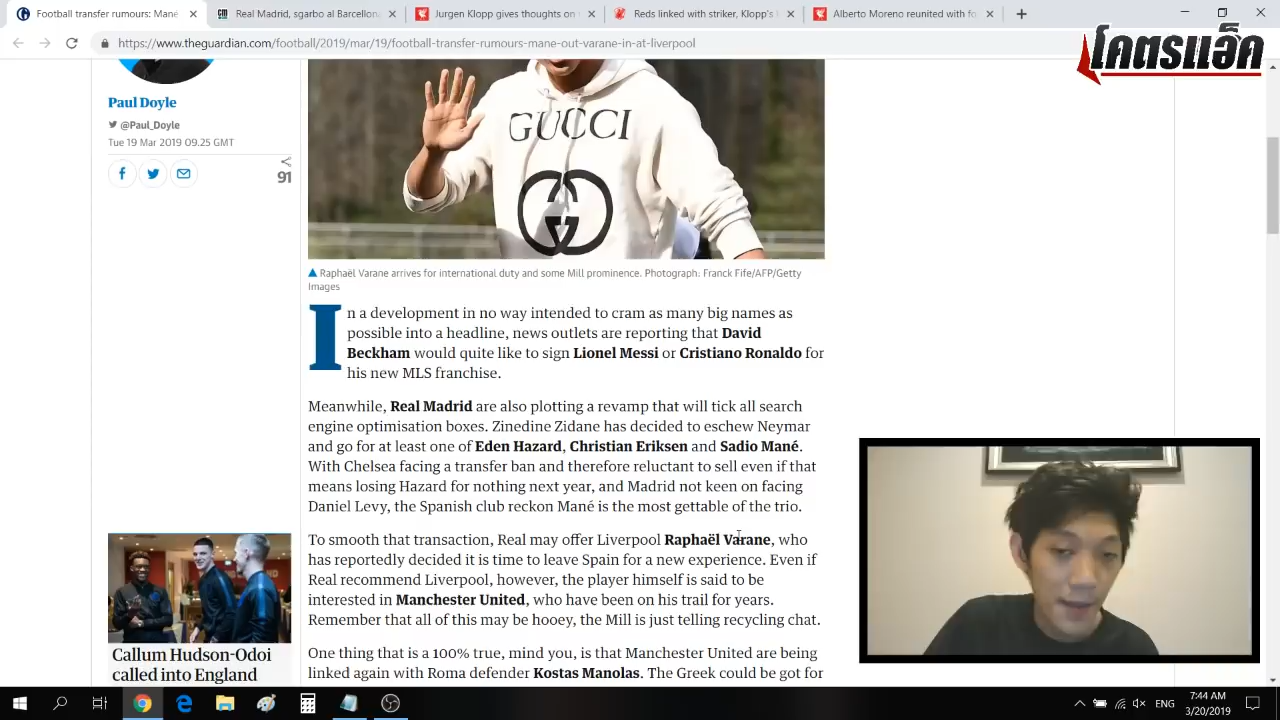 Football transfer rumours: Mané
Real Madrid, sgarbo al Barcellona
Jurgen Klopp gives thoughts on
Reds linked with striker, Klopp's
Alberto Moreno reunited with fo
https://www.theguardian.com/football/2019/mar/19/football-transfer-rumours-mane-out-varane-in-at-liverpool
โคตรแอ็ค
Paul Doyle
@Paul_Doyle
Tue 19 Mar 2019 09.25 GMT
91
GUCCI
Raphaël Varane arrives for international duty and some Mill prominence. Photograph: Franck Fife/AFP/Getty
Images
In a development in no way intended to cram as many big names as
possible into a headline, news outlets are reporting that David
Beckham would quite like to sign Lionel Messi or Cristiano Ronaldo for
his new MLS franchise.
Meanwhile, Real Madrid are also plotting a revamp that will tick all search
engine optimisation boxes. Zinedine Zidane has decided to eschew Neymar
and go for at least one of Eden Hazard, Christian Eriksen and Sadio Mané.
With Chelsea facing a transfer ban and therefore reluctant to sell even if that
means losing Hazard for nothing next year, and Madrid not keen on facing
Daniel Levy, the Spanish club reckon Mané is the most gettable of the trio.
To smooth that transaction, Real may offer Liverpool Raphaël Varane, who
has reportedly decided it is time to leave Spain for a new experience. Even if
Real recommend Liverpool, however, the player himself is said to be
interested in Manchester United, who have been on his trail for years.
Remember that all of this may be hooey, the Mill is just telling recycling chat.
One thing that is a 100% true, mind you, is that Manchester United are being
linked again with Roma defender Kostas Manolas. The Greek could be got for
Callum Hudson-Odoi
called into England
ENG
7:44 AM
3/20/2019